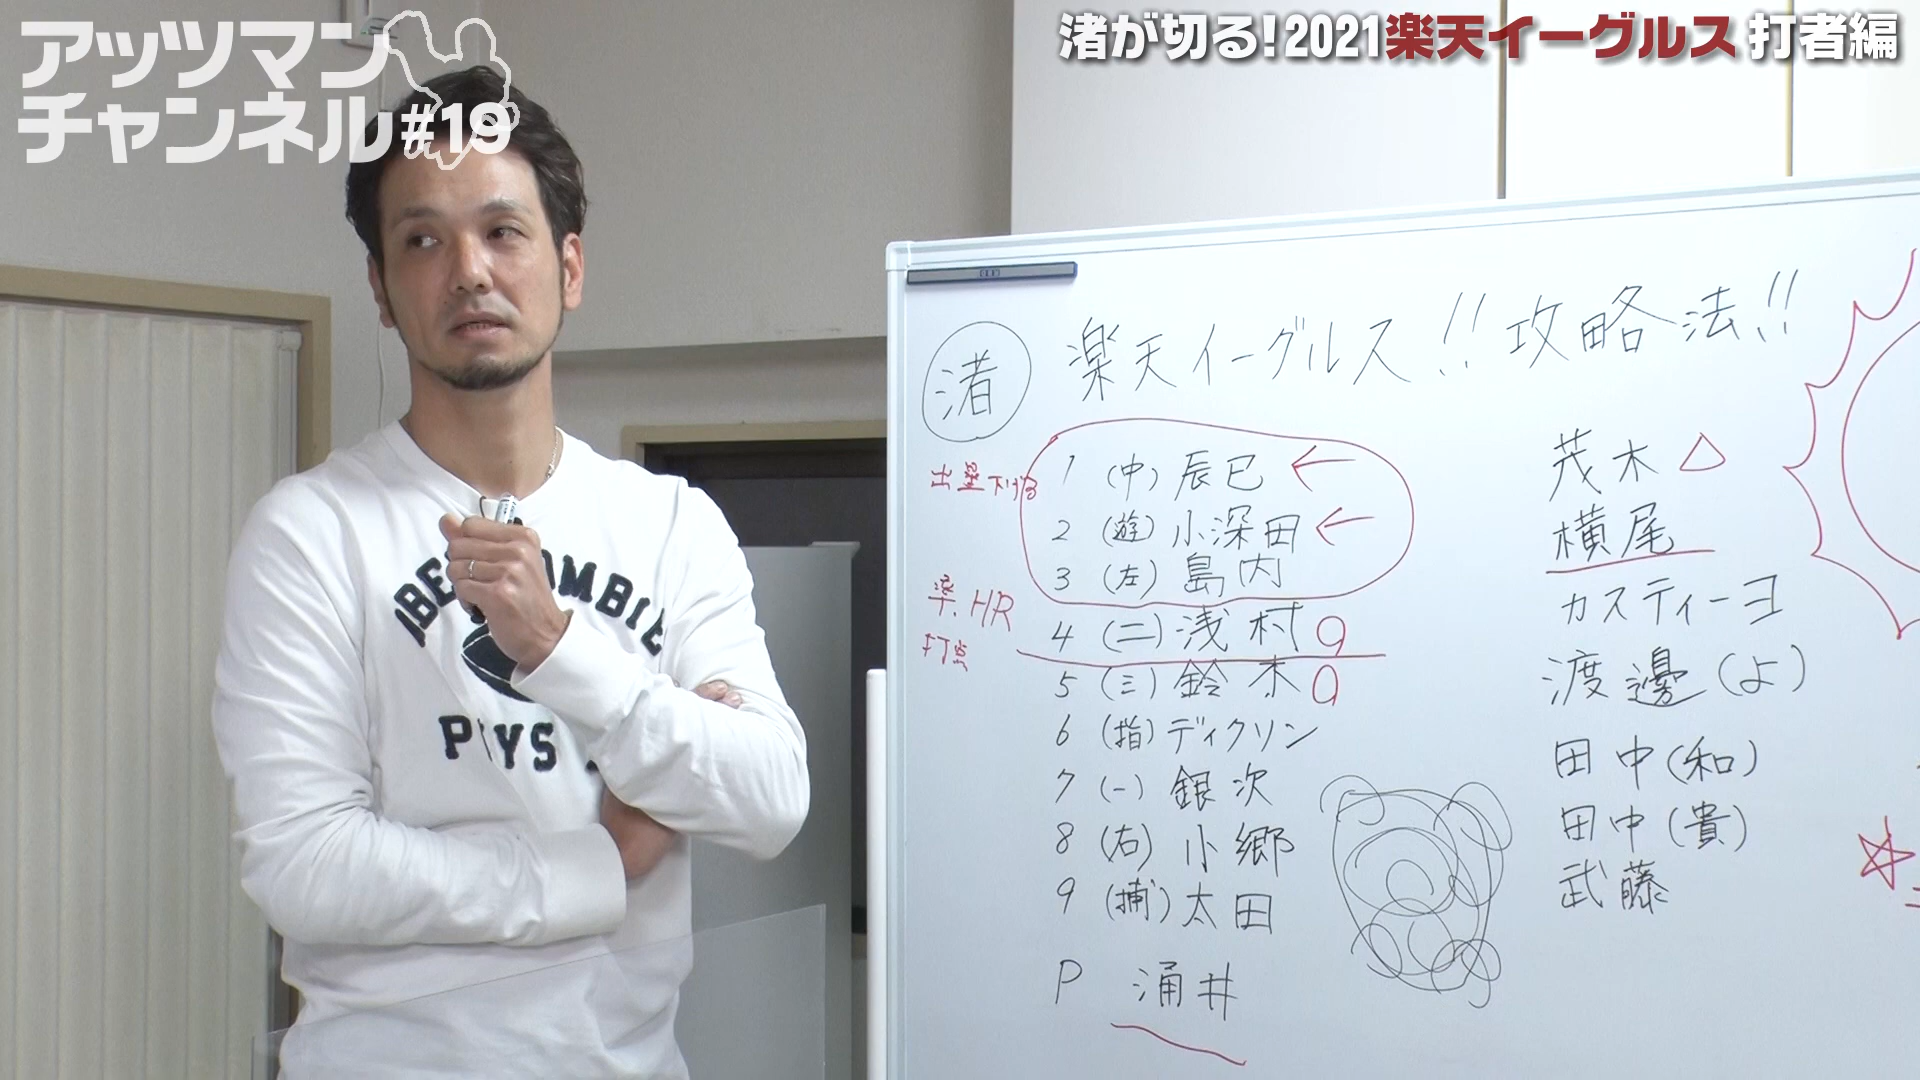 アッツマン
チャンネル#19
渚が切る!2021楽天イーグルス 打者編
渚 楽天イーグルス!!攻略法!!
出塁下げる
1 (中) 辰己 ←
2 (遊) 小深田 ←
3 (左) 島内
率.HR
打点
4 (二) 浅村 9
5 (三) 鈴木 0
6 (指) ディクソン
7 (一) 銀次
8 (右) 小郷
9 (捕) 太田
P 涌井
茂木 △
横尾
カスティーヨ
渡邊(よ)
田中(和)
田中(貴)
武藤